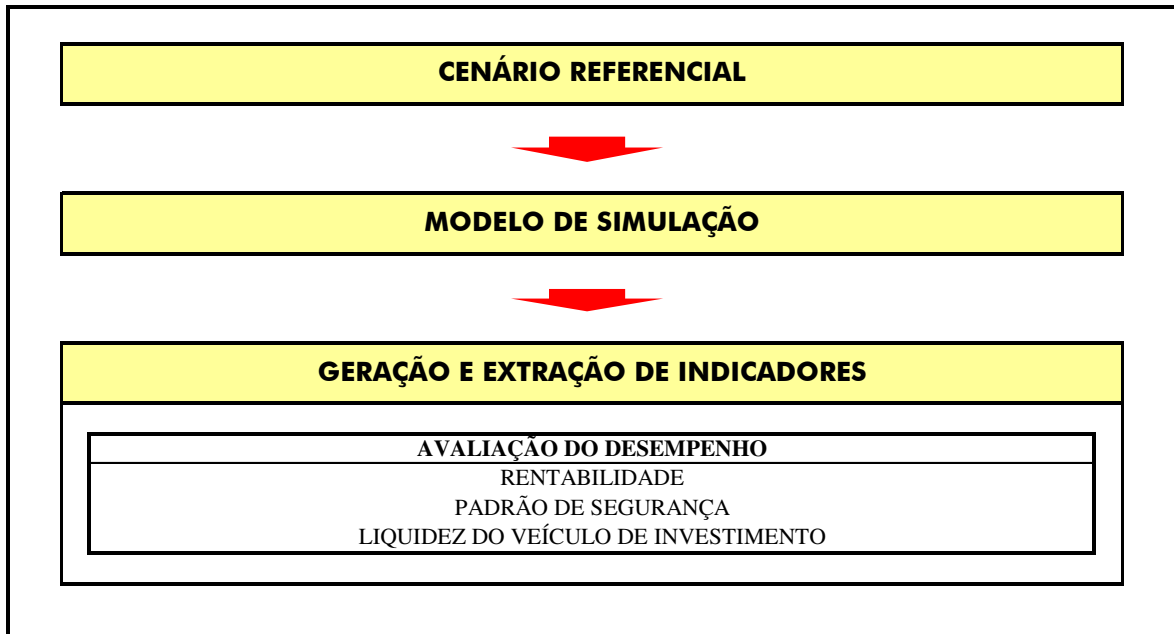 CENÁRIO REFERENCIAL
MODELO DE SIMULAÇÃO
GERAÇÃO E EXTRAÇÃO DE INDICADORES
AVALIAÇÃO DO DESEMPENHO
RENTABILIDADE
PADRÃO DE SEGURANÇA
LIQUIDEZ DO VEÍCULO DE INVESTIMENTO